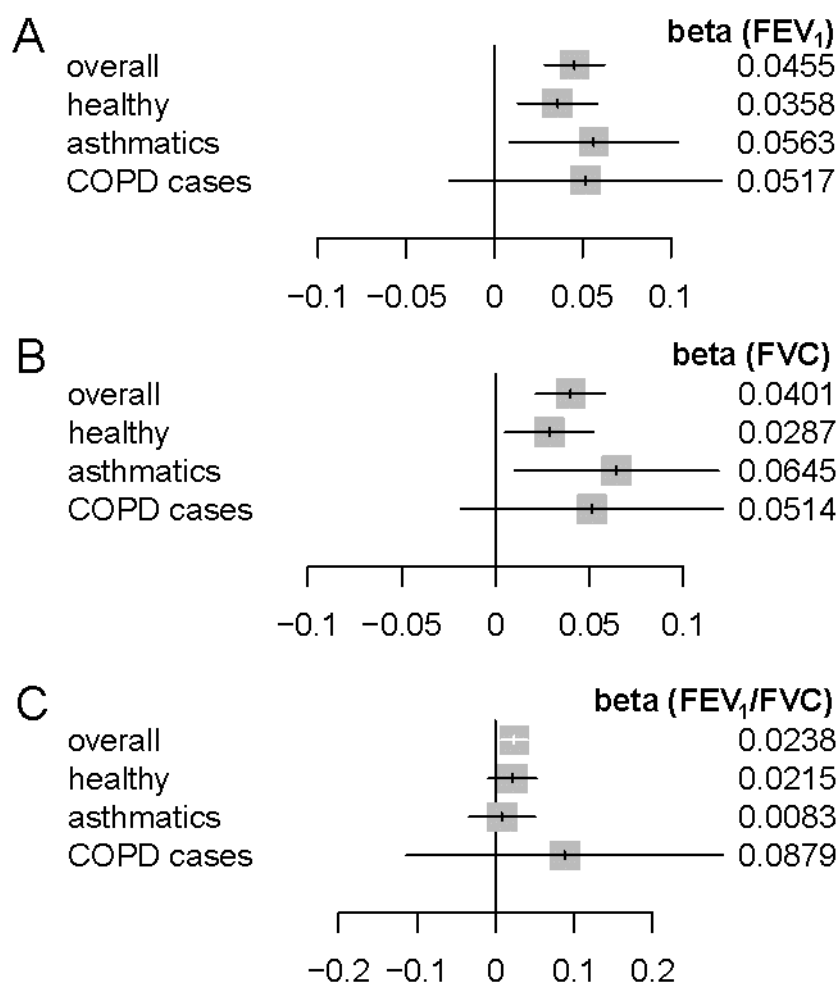 A
beta (FEV₁)
overall 0.0455
healthy 0.0358
asthmatics 0.0563
COPD cases 0.0517
−0.1 −0.05 0 0.05 0.1
B
beta (FVC)
overall 0.0401
healthy 0.0287
asthmatics 0.0645
COPD cases 0.0514
−0.1 −0.05 0 0.05 0.1
C
beta (FEV₁/FVC)
overall 0.0238
healthy 0.0215
asthmatics 0.0083
COPD cases 0.0879
−0.2 −0.1 0 0.1 0.2